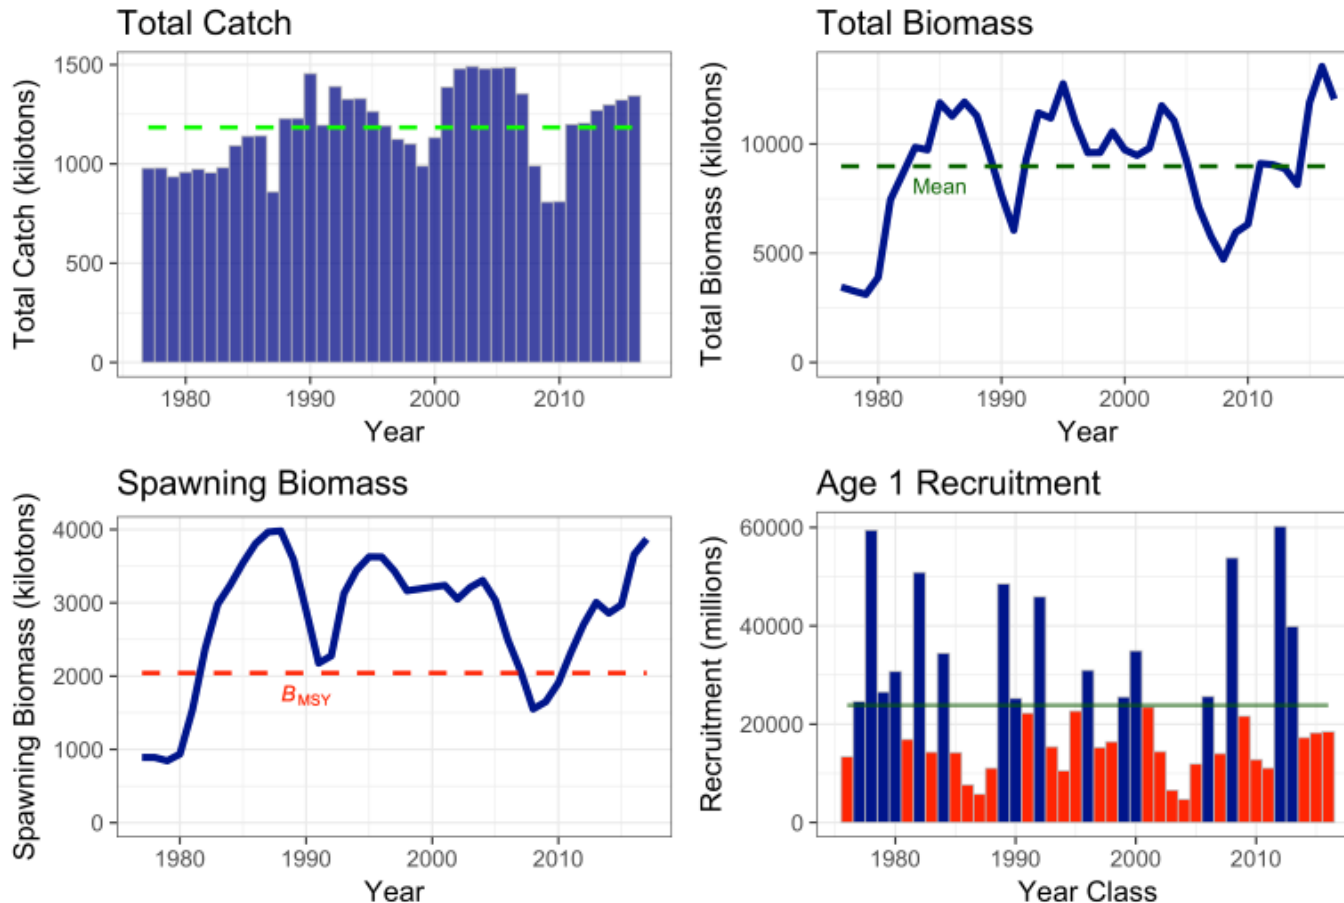 Total Catch
Total Catch (kilotons)
1500
1000
500
0
1980 1990 2000 2010
Year
Total Biomass
Total Biomass (kilotons)
10000
5000
0
Mean
1980 1990 2000 2010
Year
Spawning Biomass
Spawning Biomass (kilotons)
4000
3000
2000
1000
0
BMSY
1980 1990 2000 2010
Year
Age 1 Recruitment
Recruitment (millions)
60000
40000
20000
0
1980 1990 2000 2010
Year Class